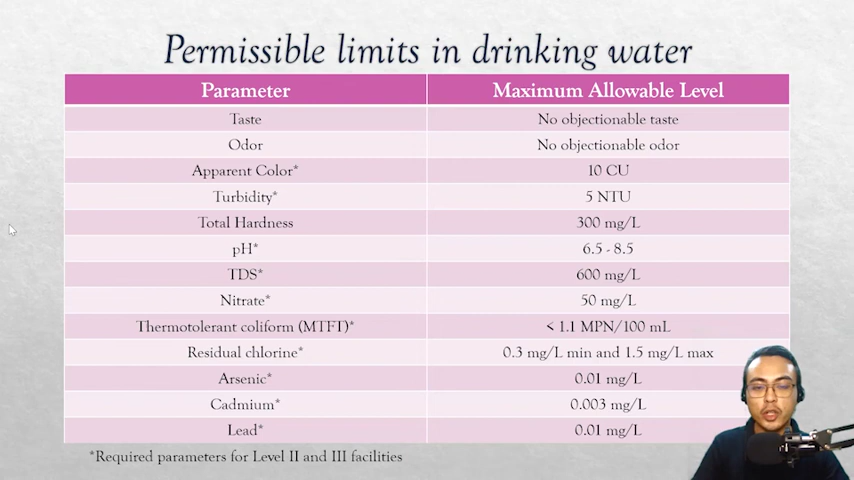 Permissible limits in drinking water
Parameter Maximum Allowable Level
Taste No objectionable taste
Odor No objectionable odor
Apparent Color* 10 CU
Turbidity* 5 NTU
Total Hardness 300 mg/L
pH* 6.5 - 8.5
TDS* 600 mg/L
Nitrate* 50 mg/L
Thermotolerant coliform (MTFT)* < 1.1 MPN/100 mL
Residual chlorine* 0.3 mg/L min and 1.5 mg/L max
Arsenic* 0.01 mg/L
Cadmium* 0.003 mg/L
Lead* 0.01 mg/L
*Required parameters for Level II and III facilities